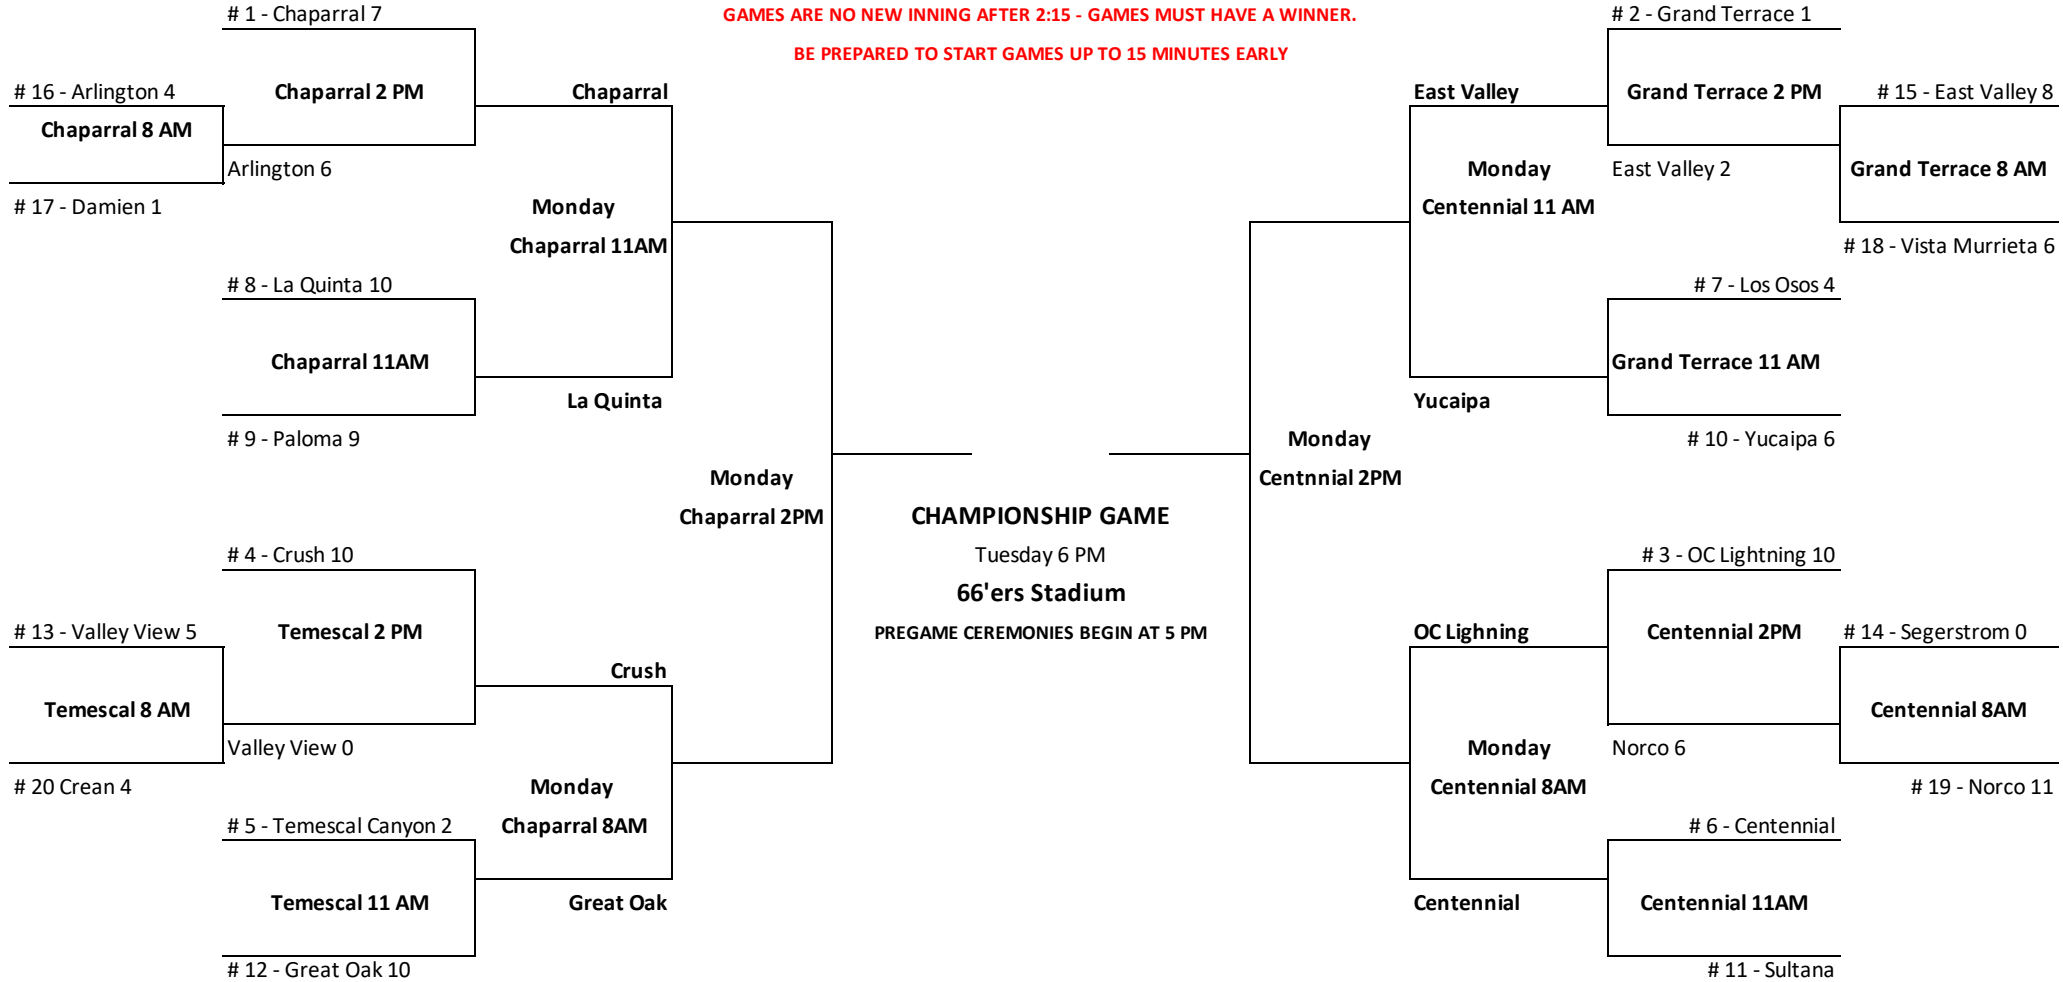 # 1 - Chaparral 7
GAMES ARE NO NEW INNING AFTER 2:15 - GAMES MUST HAVE A WINNER.
# 2 - Grand Terrace 1
BE PREPARED TO START GAMES UP TO 15 MINUTES EARLY
# 16 - Arlington 4
Chaparral 2 PM
Chaparral
East Valley
Grand Terrace 2 PM
# 15 - East Valley 8
Chaparral 8 AM
Arlington 6
Monday
East Valley 2
Grand Terrace 8 AM
# 17 - Damien 1
Monday
Centennial 11 AM
Chaparral 11AM
# 18 - Vista Murrieta 6
# 8 - La Quinta 10
# 7 - Los Osos 4
Chaparral 11AM
Grand Terrace 11 AM
La Quinta
Yucaipa
# 9 - Paloma 9
Monday
# 10 - Yucaipa 6
Monday
Centnnial 2PM
Chaparral 2PM
CHAMPIONSHIP GAME
# 4 - Crush 10
Tuesday 6 PM
# 3 - OC Lightning 10
66'ers Stadium
# 13 - Valley View 5
Temescal 2 PM
PREGAME CEREMONIES BEGIN AT 5 PM
OC Lighning
Centennial 2PM
# 14 - Segerstrom 0
Crush
Temescal 8 AM
Centennial 8AM
Valley View 0
Monday
Norco 6
# 20 Crean 4
Monday
Centennial 8AM
# 19 - Norco 11
# 5 - Temescal Canyon 2
Chaparral 8AM
# 6 - Centennial
Temescal 11 AM
Great Oak
Centennial
Centennial 11AM
# 12 - Great Oak 10
# 11 - Sultana